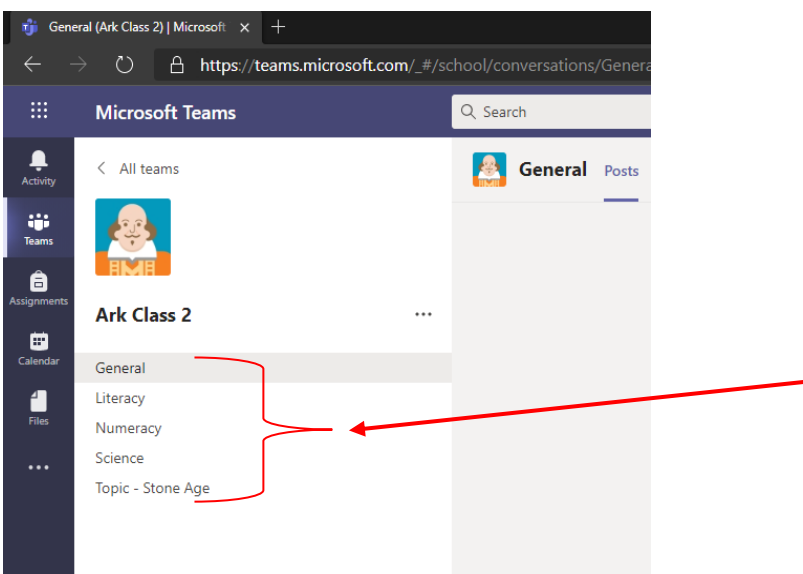 General (Ark Class 2) | Microsoft
https://teams.microsoft.com/_#/school/conversations/Genera
Microsoft Teams
Search
Activity
All teams
General Posts
Teams
Assignments
Ark Class 2
Calendar
General
Literacy
Files
Numeracy
Science
Topic - Stone Age